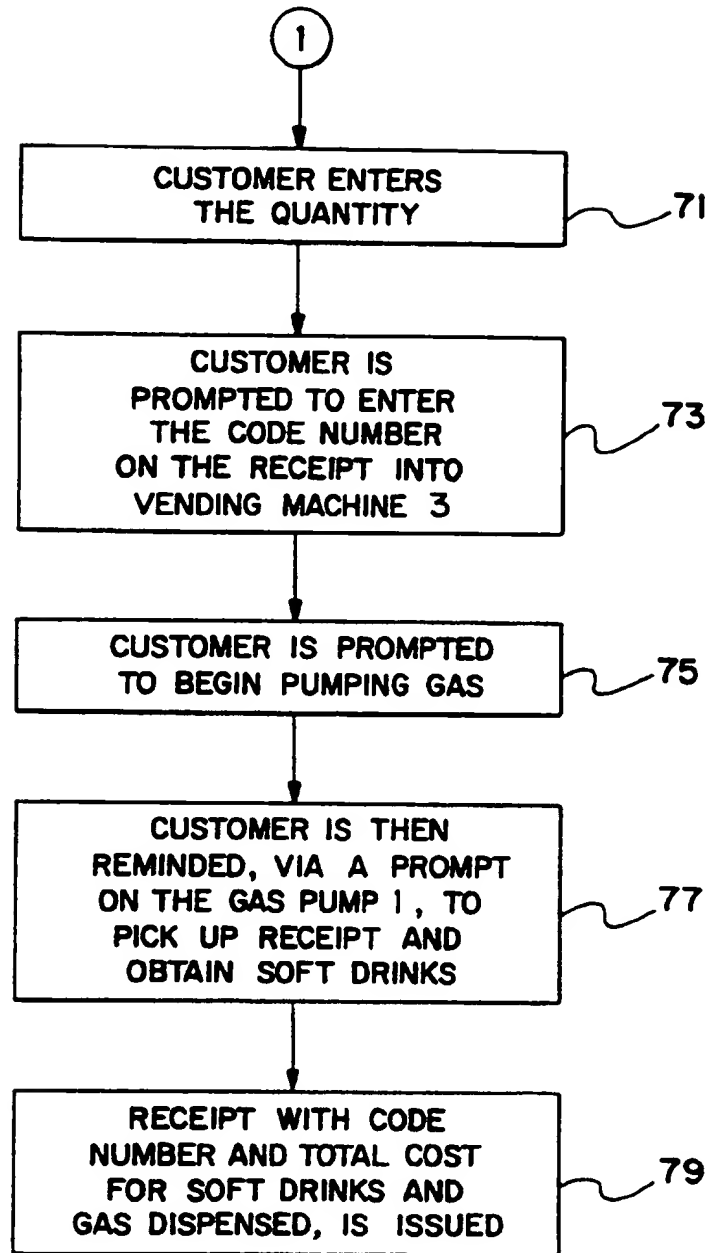 1
CUSTOMER ENTERS
THE QUANTITY
71
CUSTOMER IS
PROMPTED TO ENTER
THE CODE NUMBER
ON THE RECEIPT INTO
VENDING MACHINE 3
73
CUSTOMER IS PROMPTED
TO BEGIN PUMPING GAS
75
CUSTOMER IS THEN
REMINDED, VIA A PROMPT
ON THE GAS PUMP 1, TO
PICK UP RECEIPT AND
OBTAIN SOFT DRINKS
77
RECEIPT WITH CODE
NUMBER AND TOTAL COST
FOR SOFT DRINKS AND
GAS DISPENSED, IS ISSUED
79